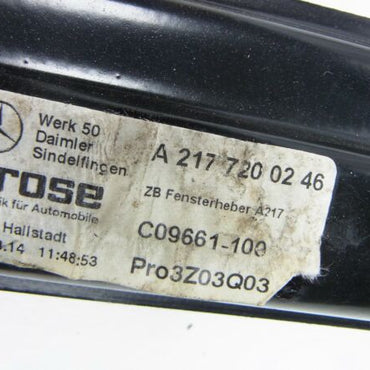 Werk 50
Daimler
Sindelfingen
A 217 720 02 46
rose
ik für Automobile
ZB Fensterheber A217
Hallstadt
C09661-100
.14 11:48:53
Pro3Z03Q03